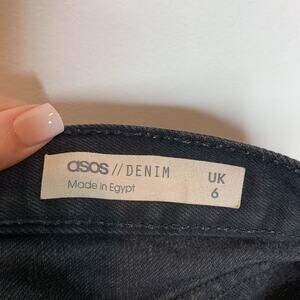 asos // DENIM
Made in Egypt
UK
6